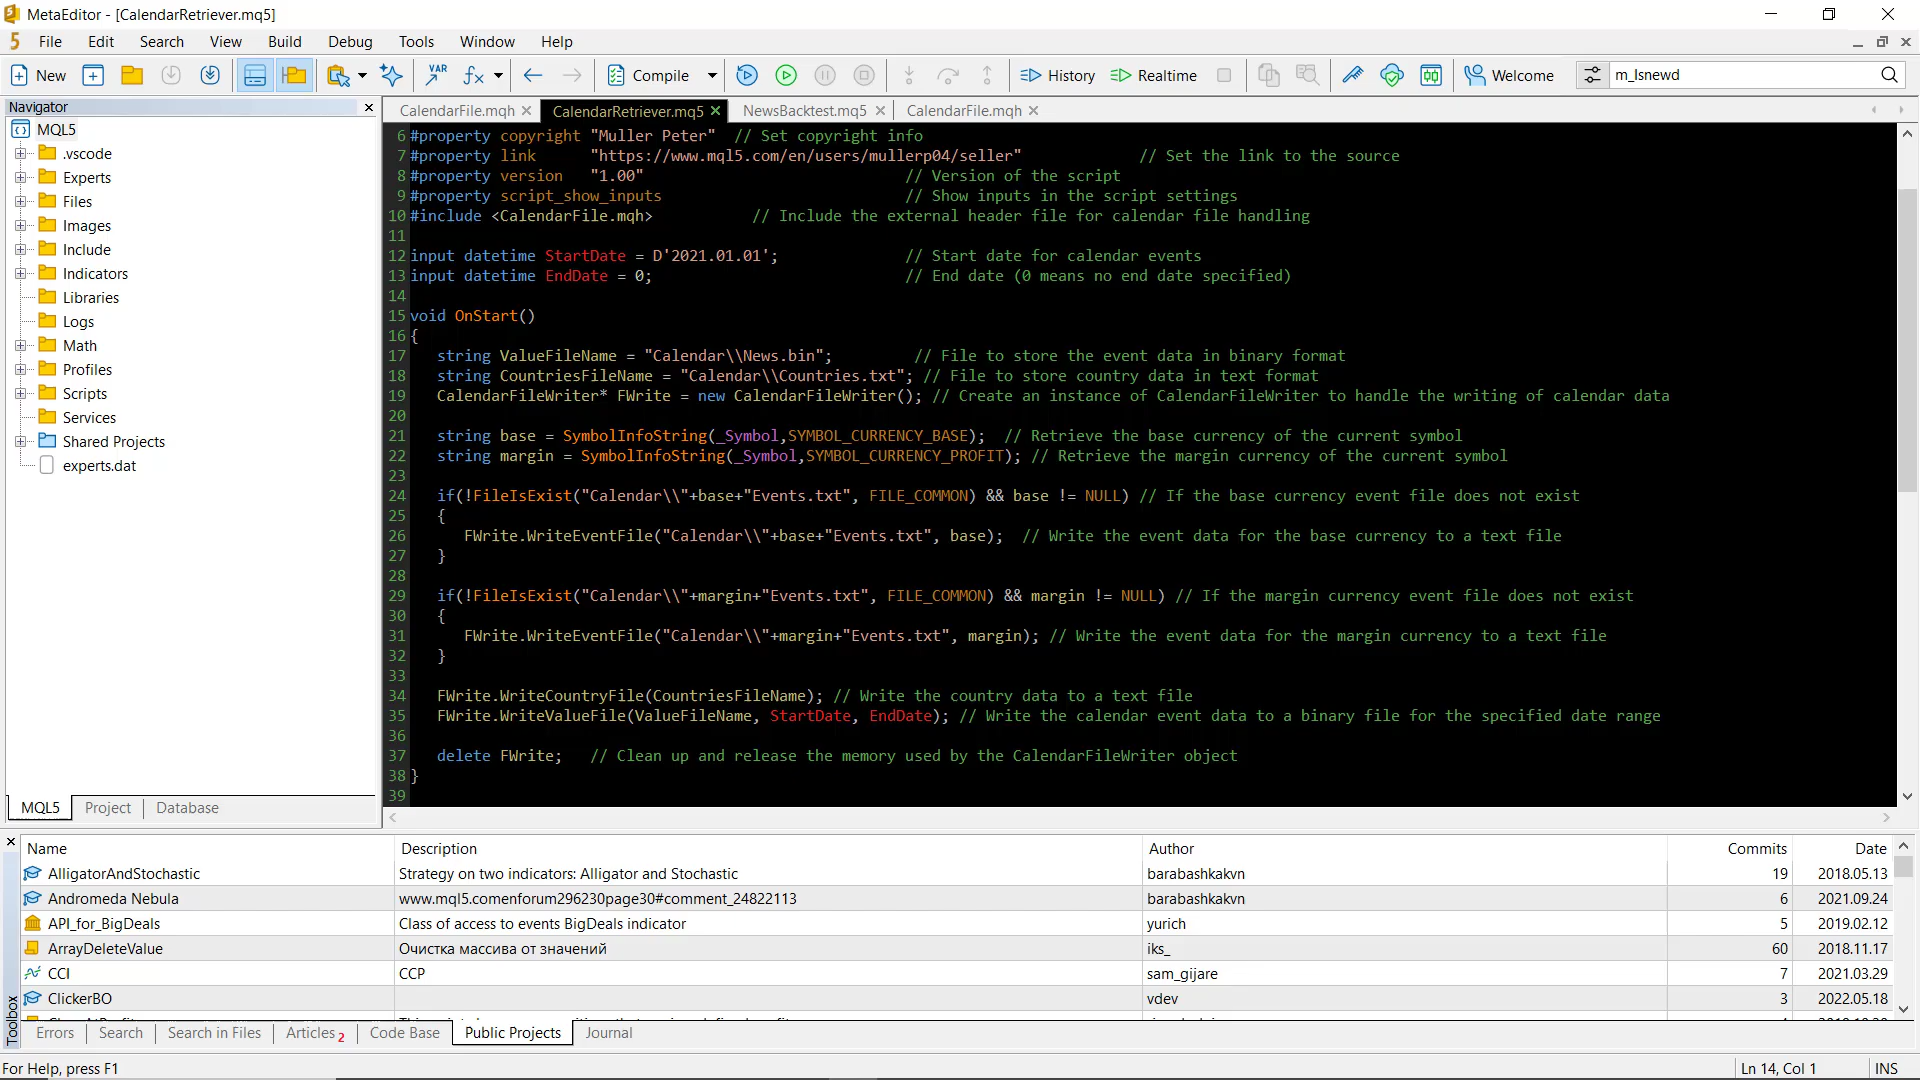 MetaEditor - [CalendarRetriever.mq5]
File Edit Search View Build Debug Tools Window Help
New VAR fx Compile History Realtime Welcome m_Isnewd
Navigator
MQL5
.vscode
Experts
Files
Images
Include
Indicators
Libraries
Logs
Math
Profiles
Scripts
Services
Shared Projects
experts.dat
MQL5 Project Database
CalendarFile.mqh CalendarRetriever.mq5 NewsBacktest.mq5 CalendarFile.mqh
6 #property copyright "Muller Peter" // Set copyright info
7 #property link "https://www.mql5.com/en/users/mullerp04/seller" // Set the link to the source
8 #property version "1.00" // Version of the script
9 #property script_show_inputs // Show inputs in the script settings
10 #include <CalendarFile.mqh> // Include the external header file for calendar file handling
11
12 input datetime StartDate = D'2021.01.01'; // Start date for calendar events
13 input datetime EndDate = 0; // End date (0 means no end date specified)
14
15 void OnStart()
16 {
17 string ValueFileName = "Calendar\\News.bin"; // File to store the event data in binary format
18 string CountriesFileName = "Calendar\\Countries.txt"; // File to store country data in text format
19 CalendarFileWriter* FWrite = new CalendarFileWriter(); // Create an instance of CalendarFileWriter to handle the writing of calendar data
20
21 string base = SymbolInfoString(_Symbol,SYMBOL_CURRENCY_BASE); // Retrieve the base currency of the current symbol
22 string margin = SymbolInfoString(_Symbol,SYMBOL_CURRENCY_PROFIT); // Retrieve the margin currency of the current symbol
23
24 if(!FileIsExist("Calendar\\"+base+"Events.txt", FILE_COMMON) && base != NULL) // If the base currency event file does not exist
25 {
26 FWrite.WriteEventFile("Calendar\\"+base+"Events.txt", base); // Write the event data for the base currency to a text file
27 }
28
29 if(!FileIsExist("Calendar\\"+margin+"Events.txt", FILE_COMMON) && margin != NULL) // If the margin currency event file does not exist
30 {
31 FWrite.WriteEventFile("Calendar\\"+margin+"Events.txt", margin); // Write the event data for the margin currency to a text file
32 }
33
34 FWrite.WriteCountryFile(CountriesFileName); // Write the country data to a text file
35 FWrite.WriteValueFile(ValueFileName, StartDate, EndDate); // Write the calendar event data to a binary file for the specified date range
36
37 delete FWrite; // Clean up and release the memory used by the CalendarFileWriter object
38 }
39
Name Description Author Commits Date
AlligatorAndStochastic Strategy on two indicators: Alligator and Stochastic barabashkakvn 19 2018.05.13
Andromeda Nebula www.mql5.comenforum296230page30#comment_24822113 barabashkakvn 6 2021.09.24
API_for_BigDeals Class of access to events BigDeals indicator yurich 5 2019.02.12
ArrayDeleteValue Очистка массива от значений iks_ 60 2018.11.17
CCI CCP sam_gijare 7 2021.03.29
ClickerBO vdev 3 2022.05.18
Toolbox
Errors Search Search in Files Articles 2 Code Base Public Projects Journal
For Help, press F1 Ln 14, Col 1 INS